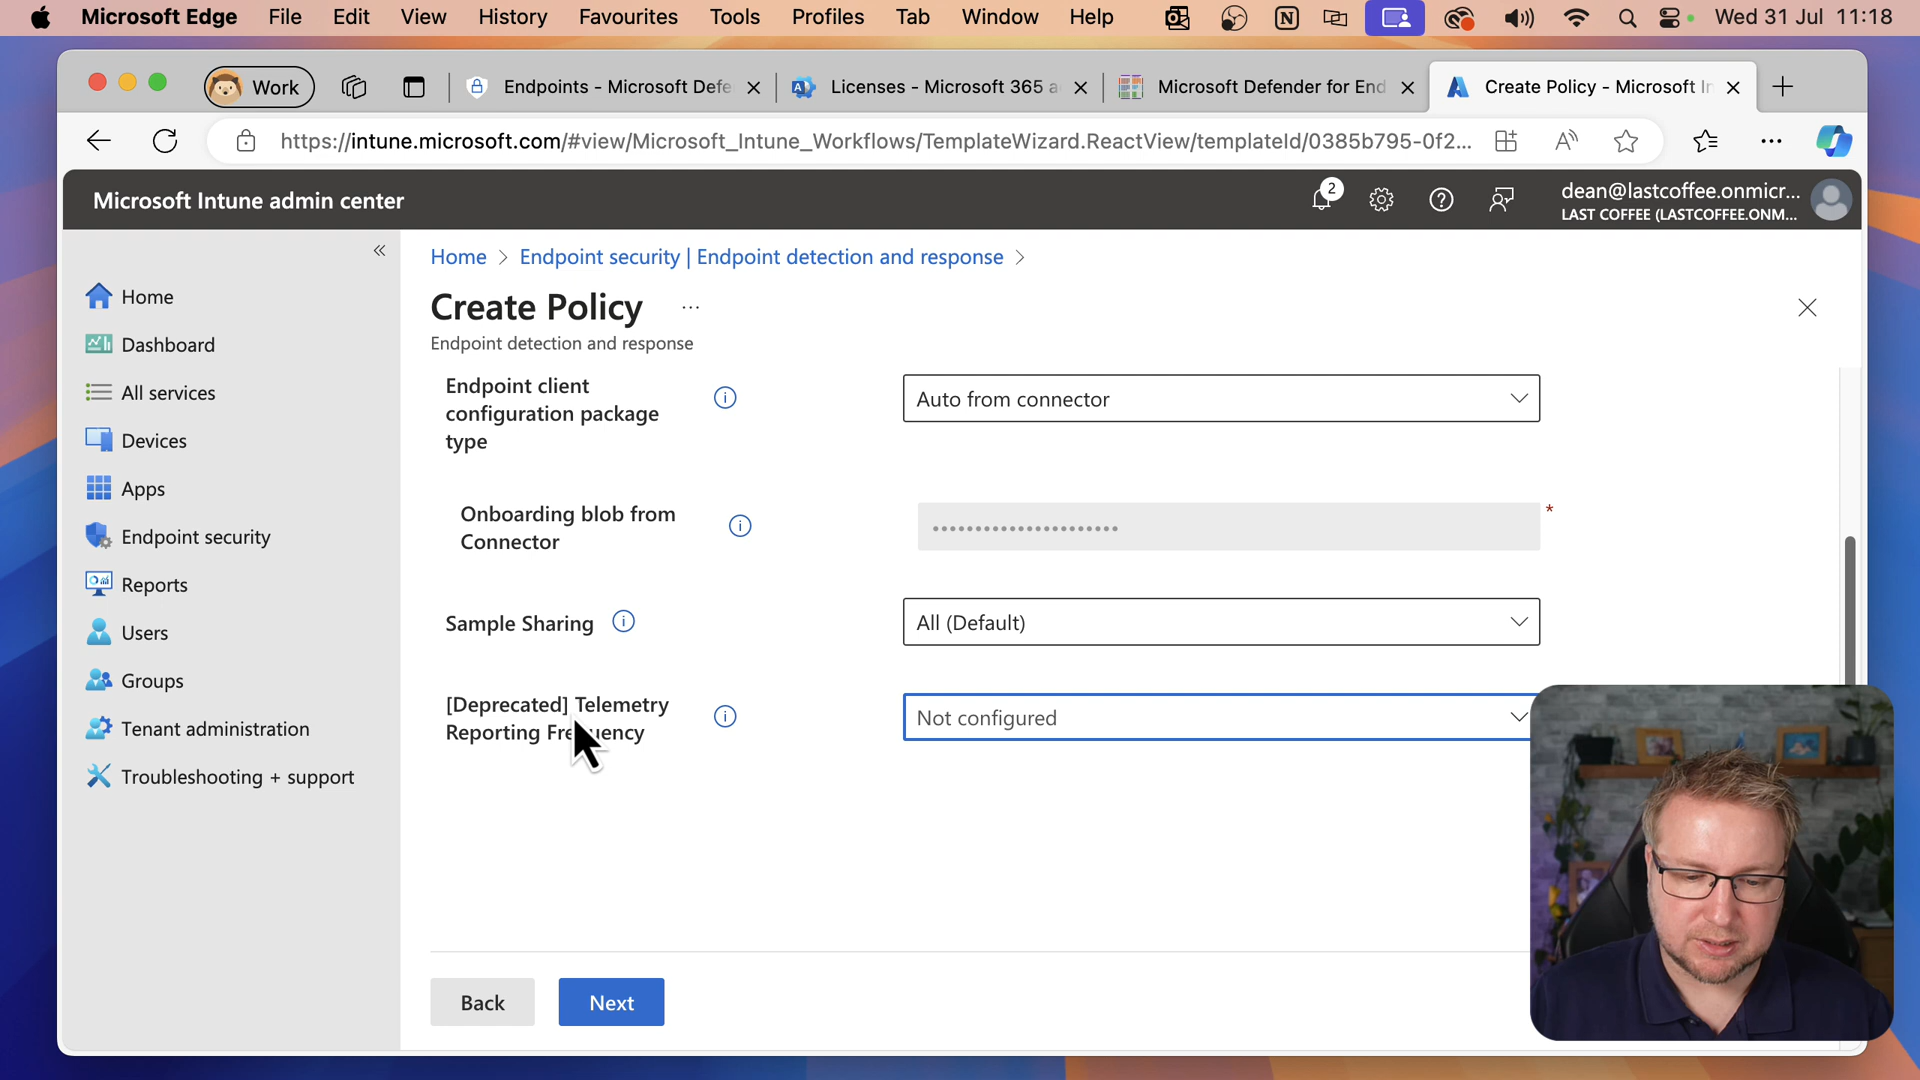 Microsoft Edge File Edit View History Favourites Tools Profiles Tab Window Help Wed 31 Jul 11:18
Work Endpoints - Microsoft Defe Licenses - Microsoft 365 a Microsoft Defender for End Create Policy - Microsoft In
https://intune.microsoft.com/#view/Microsoft_Intune_Workflows/TemplateWizard.ReactView/templateId/0385b795-0f2...
Microsoft Intune admin center
2
dean@lastcoffee.onmicr...
LAST COFFEE (LASTCOFFEE.ONM...
Home
Dashboard
All services
Devices
Apps
Endpoint security
Reports
Users
Groups
Tenant administration
Troubleshooting + support
Home > Endpoint security | Endpoint detection and response >
Create Policy ...
Endpoint detection and response
Endpoint client
configuration package
type
Auto from connector
Onboarding blob from
Connector
*
Sample Sharing
All (Default)
[Deprecated] Telemetry
Reporting Frequency
Not configured
Back Next